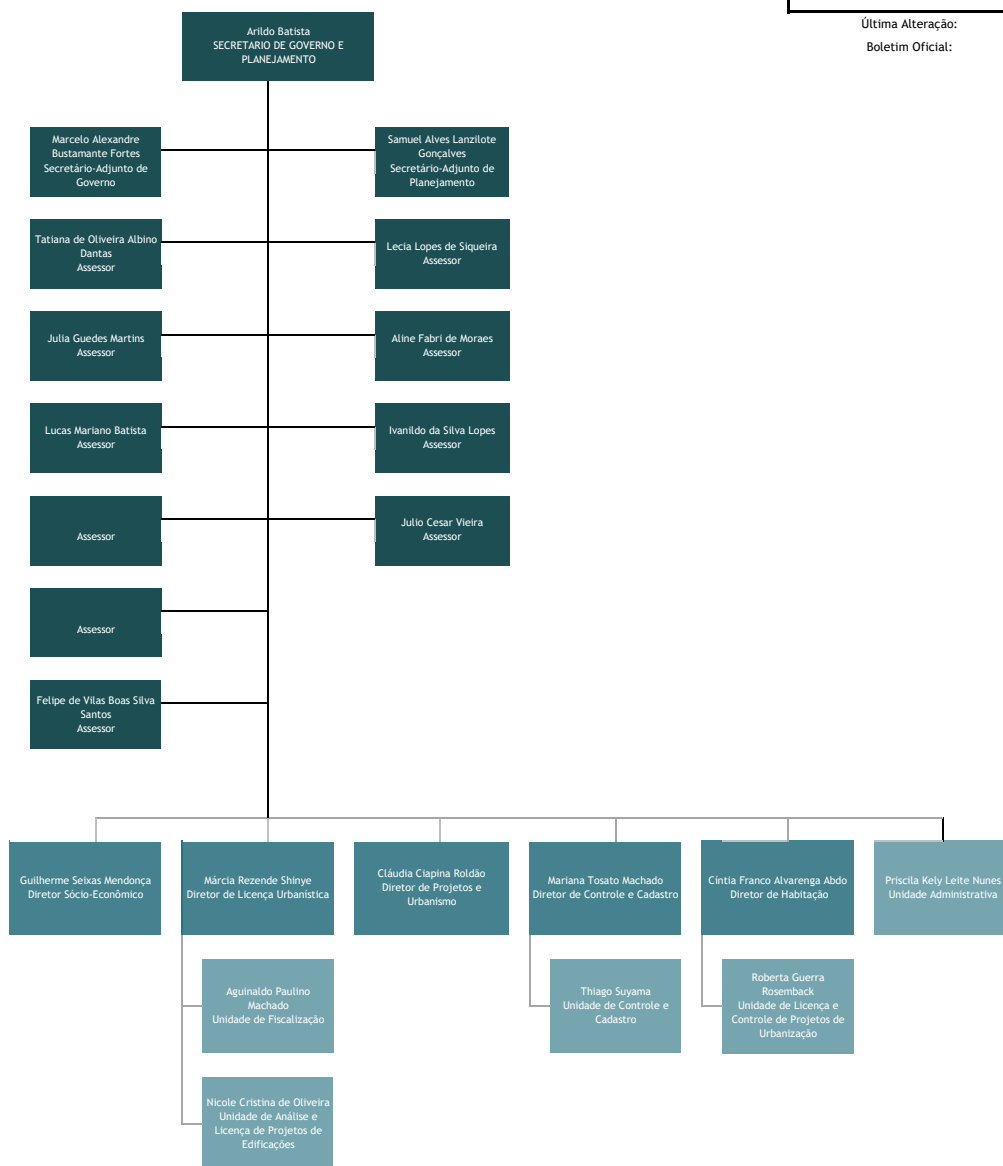 Última Alteração:
Boletim Oficial:
Arildo Batista
SECRETARIO DE GOVERNO E
PLANEJAMENTO
Marcelo Alexandre
Bustamante Fortes
Secretário-Adjunto de
Governo
Samuel Alves Lanzilote
Gonçalves
Secretário-Adjunto de
Planejamento
Tatiana de Oliveira Albino
Dantas
Assessor
Lecia Lopes de Siqueira
Assessor
Julia Guedes Martins
Assessor
Aline Fabri de Moraes
Assessor
Lucas Mariano Batista
Assessor
Ivanildo da Silva Lopes
Assessor
Assessor
Julio Cesar Vieira
Assessor
Assessor
Felipe de Vilas Boas Silva
Santos
Assessor
Guilherme Seixas Mendonça
Diretor Sócio-Econômico
Márcia Rezende Shinye
Diretor de Licença Urbanística
Cláudia Ciapina Roldão
Diretor de Projetos e
Urbanismo
Mariana Tosato Machado
Diretor de Controle e Cadastro
Cíntia Franco Alvarenga Abdo
Diretor de Habitação
Priscila Kely Leite Nunes
Unidade Administrativa
Aguinaldo Paulino
Machado
Unidade de Fiscalização
Thiago Suyama
Unidade de Controle e
Cadastro
Roberta Guerra
Rosemback
Unidade de Licença e
Controle de Projetos de
Urbanização
Nicole Cristina de Oliveira
Unidade de Análise e
Licença de Projetos de
Edificações